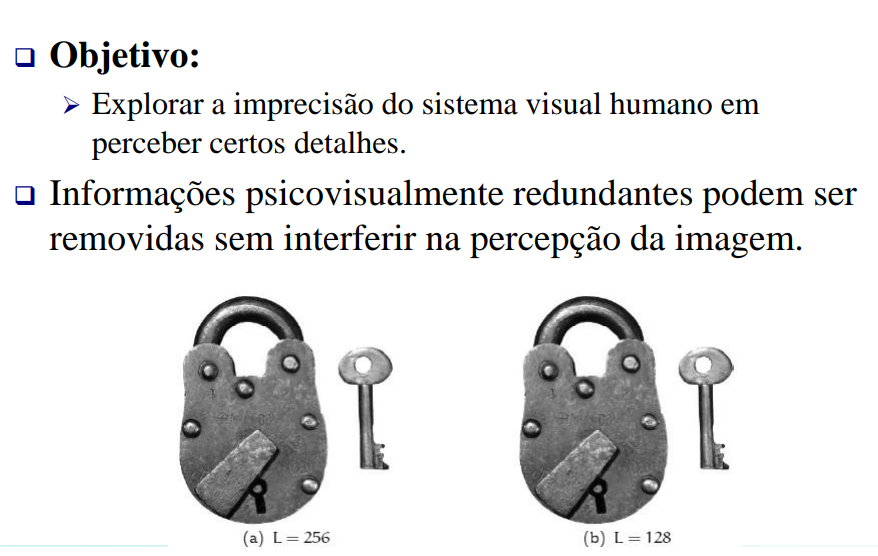 Objetivo:
Explorar a imprecisão do sistema visual humano em
perceber certos detalhes.
Informações psicovisualmente redundantes podem ser
removidas sem interferir na percepção da imagem.
(a) L = 256
(b) L = 128